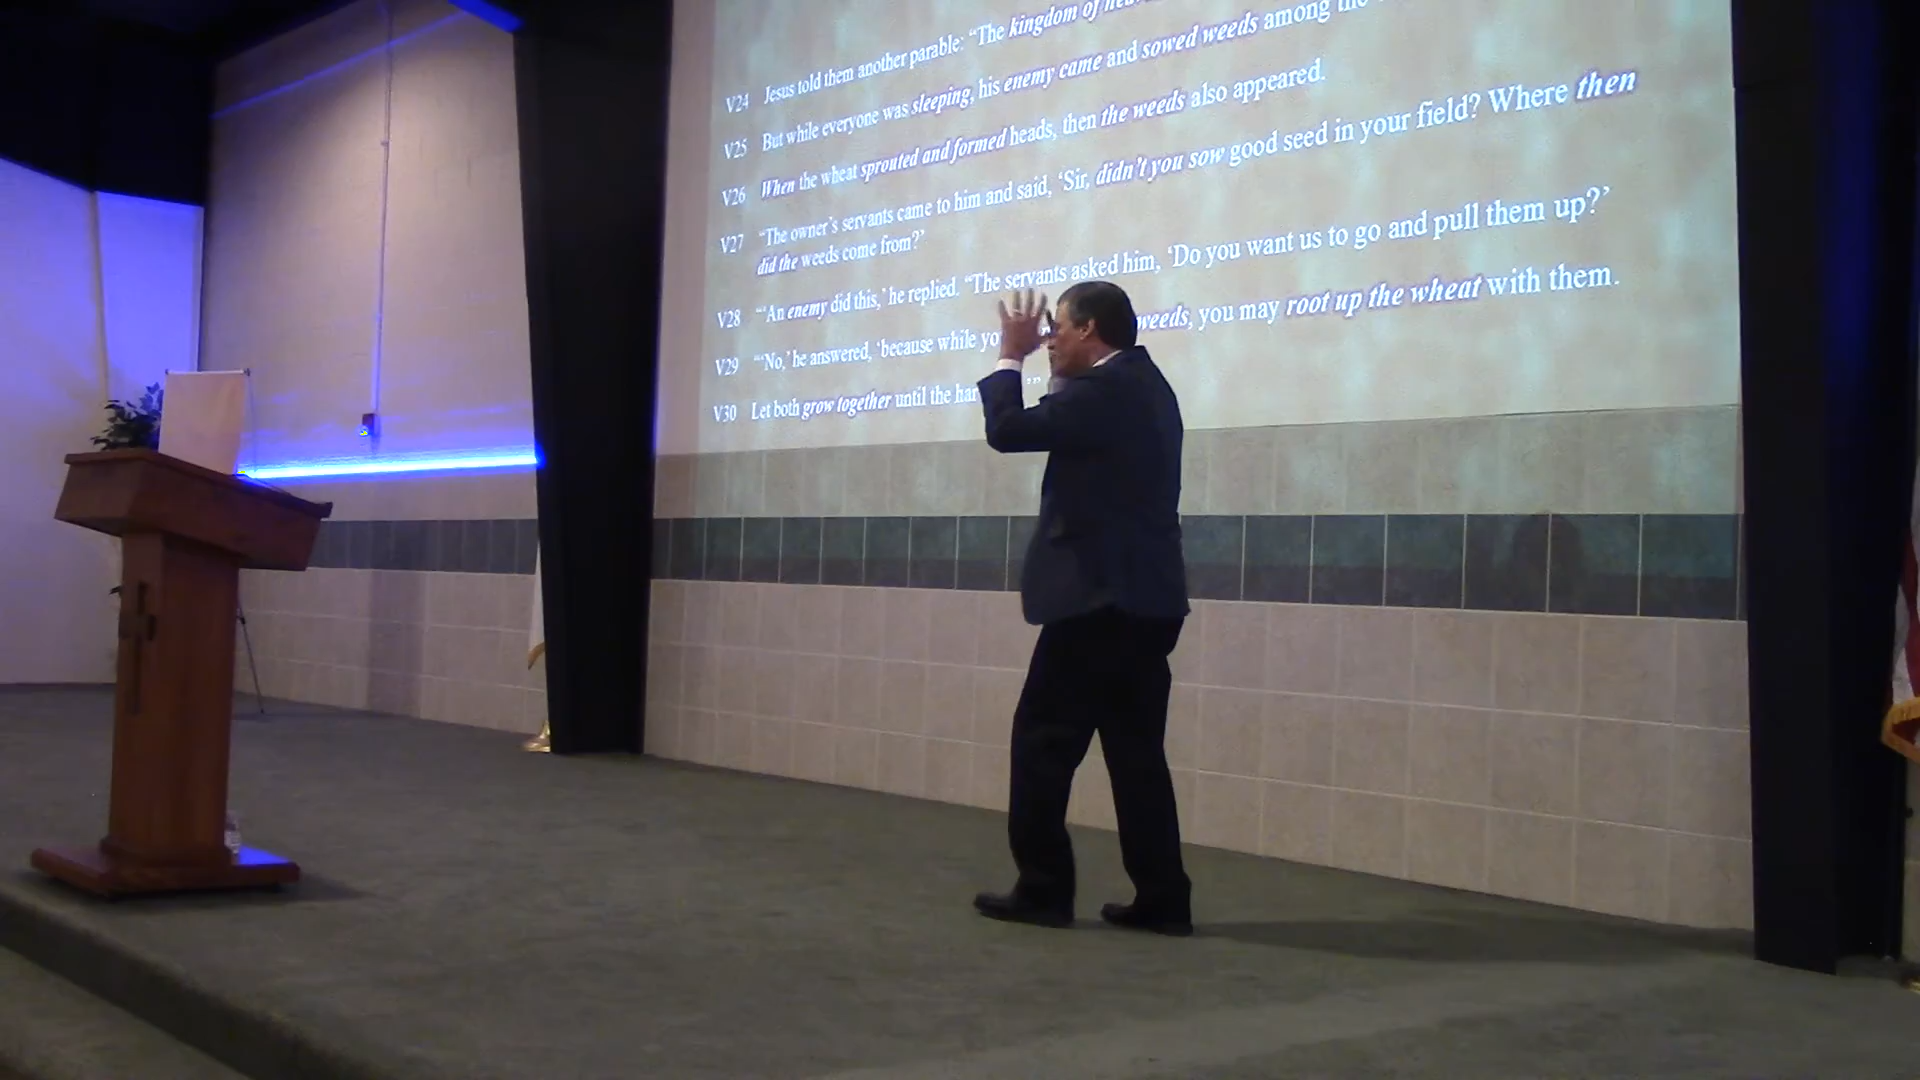 V24 Jesus told them another parable: “The kingdom of
V25 But while everyone was sleeping, his enemy came and sowed weeds among the
V26 When the wheat sprouted and formed heads, then the weeds also appeared.
V27 “The owner’s servants came to him and said, ‘Sir, didn’t you sow good seed in your field? Where then
did the weeds come from?’
V28 “‘An enemy did this,’ he replied. “The servants asked him, ‘Do you want us to go and pull them up?’
V29 “‘No,’ he answered, ‘because while yo weeds, you may root up the wheat with them.
V30 Let both grow together until the har